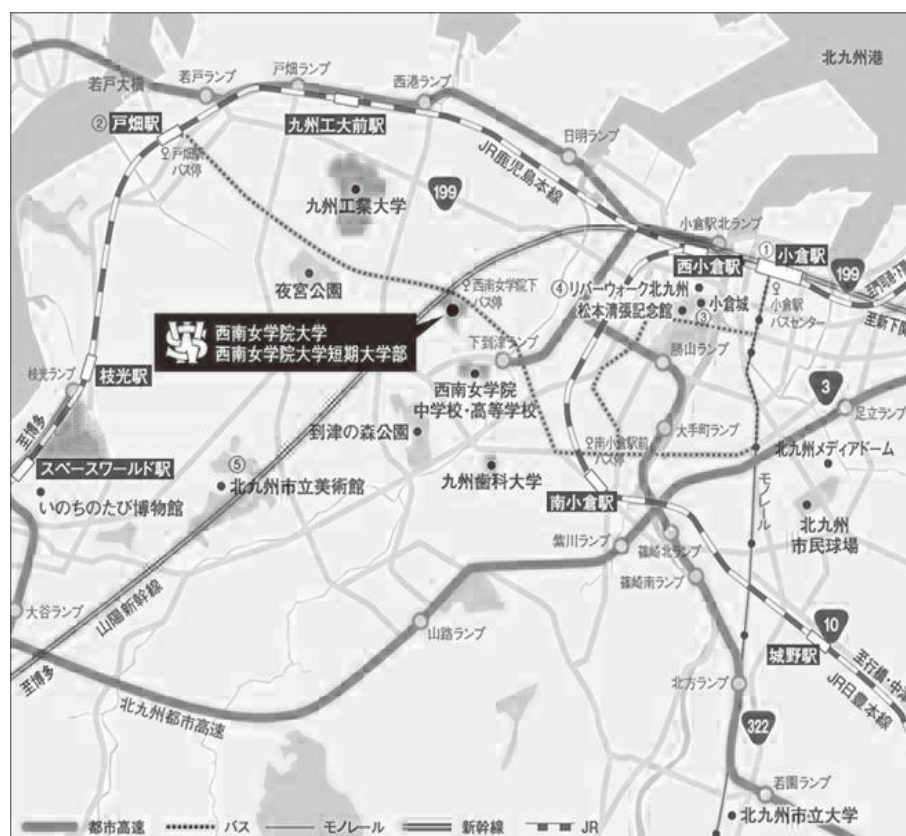 北九州港
若戸大橋
若戸ランプ
戸畑ランプ
西港ランプ
②戸畑駅
戸畑駅
バス停
九州工大前駅
日明ランプ
JR鹿児島本線
九州工業大学
199
小倉駅北ランプ
①
小倉駅
西小倉駅
199
至門司港・下関
至新下関
夜宮公園
西南女学院下
バス停
④リバーウォーク北九州
小倉城
松本清張記念館
③
小倉駅
バスセンター
西南女学院大学
西南女学院大学短期大学部
下到津ランプ
勝山ランプ
枝光ランプ
枝光駅
西南女学院
中学校・高等学校
3
足立ランプ
至博多
到津の森公園
大手町ランプ
南小倉駅前
バス停
北九州メディアドーム
スペースワールド駅
⑤
いのちのたび博物館
北九州市立美術館
九州歯科大学
南小倉駅
モノレール
北九州
市民球場
紫川ランプ
篠崎北ランプ
篠崎南ランプ
大谷ランプ
山陽新幹線
山路ランプ
10
城野駅
至行橋・中津
JR日豊本線
至博多
北九州都市高速
北方ランプ
322
若園ランプ
北九州市立大学
都市高速
バス
モノレール
新幹線
JR